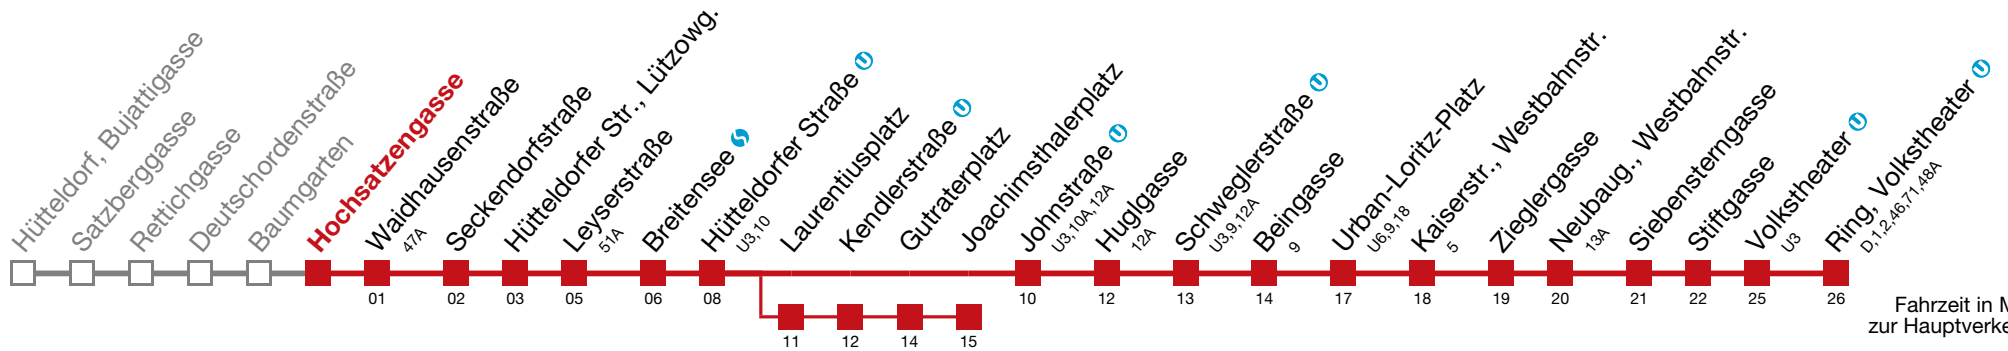 Hütteldorf, Bujattigasse
Satzberggasse
Rettichgasse
Deutschordenstraße
Baumgarten
Hochsatzengasse
Waidhausenstraße
47A
Seckendorfstraße
Hütteldorfer Str., Lützowg.
Leyserstraße
51A
Breitensee
Hütteldorfer Straße U
U3,10
Laurentiusplatz
Kendlerstraße U
Gutraterplatz
Joachimsthalerplatz
Johnstraße U
U3,10A,12A
Huglgasse
12A
Schweglerstraße U
U3,9,12A
Beingasse
9
Urban-Loritz-Platz
U6,9,18
Kaiserstr., Westbahnstr.
5
Zieglergasse
Neubaug., Westbahnstr.
13A
Siebensterngasse
Stiftgasse
Volkstheater U
U3
Ring, Volkstheater U
D,1,2,46,71,48A
01 02 03 05 06 08 10 12 13 14 17 18 19 20 21 22 25 26
11 12 14 15
Fahrzeit in M
zur Hauptverke